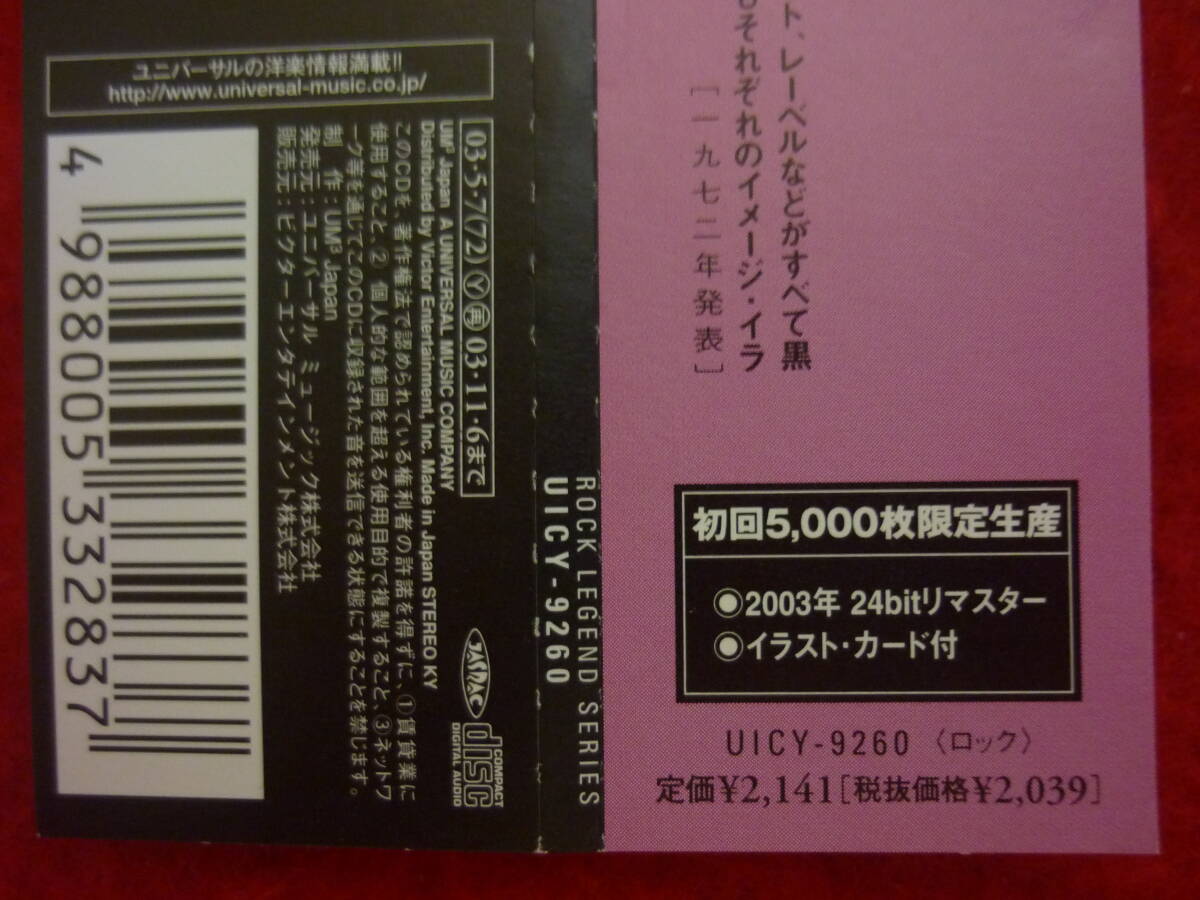 ト、レーベルなどがすべて黒
それぞれのイメージ・イラ
[一九七二年発表]
初回5,000枚限定生産
◉2003年 24bitリマスター
◉イラスト・カード付
UICY-9260 〈ロック〉
定価¥2,141[税抜価格¥2,039]
ROCK LEGEND SERIES
UICY-9260
ユニバーサルの洋楽情報満載!!
http://www.universal-music.co.jp/
03・5・7(72)Ⓨ㊞03・11・6まで
UM³ Japan A UNIVERSAL MUSIC COMPANY
Distributed by Victor Entertainment, Inc. Made in Japan STEREO KY
このCDを、著作権法で認められている権利者の許諾を得ずに、①賃貸業に
使用すること、② 個人的な範囲を超える使用目的で複製すること、③ネットワ
ーク等を通じてこのCDに収録された音を送信できる状態にすることを禁じます。
制 作:UM³ Japan
発売元:ユニバーサル ミュージック株式会社
販売元:ビクターエンタテインメント株式会社
JASRAC
COMPACT
disc
DIGITAL AUDIO
4 988005 332837